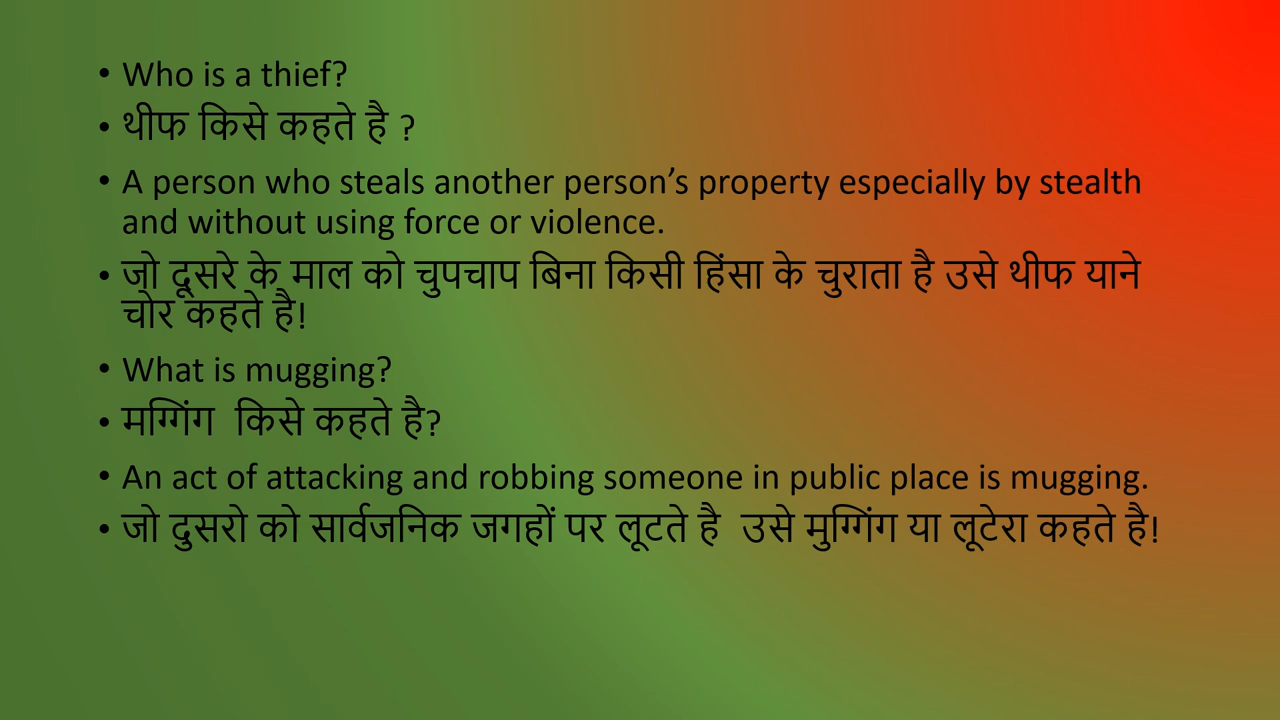 • Who is a thief?
• थीफ किसे कहते है ?
• A person who steals another person’s property especially by stealth
and without using force or violence.
• जो दूसरे के माल को चुपचाप बिना किसी हिंसा के चुराता है उसे थीफ याने
चोर कहते है!
• What is mugging?
• मग्गिंग  किसे कहते है?
• An act of attacking and robbing someone in public place is mugging.
• जो दुसरो को सार्वजनिक जगहों पर लूटते है  उसे मुग्गिंग या लूटेरा कहते है!